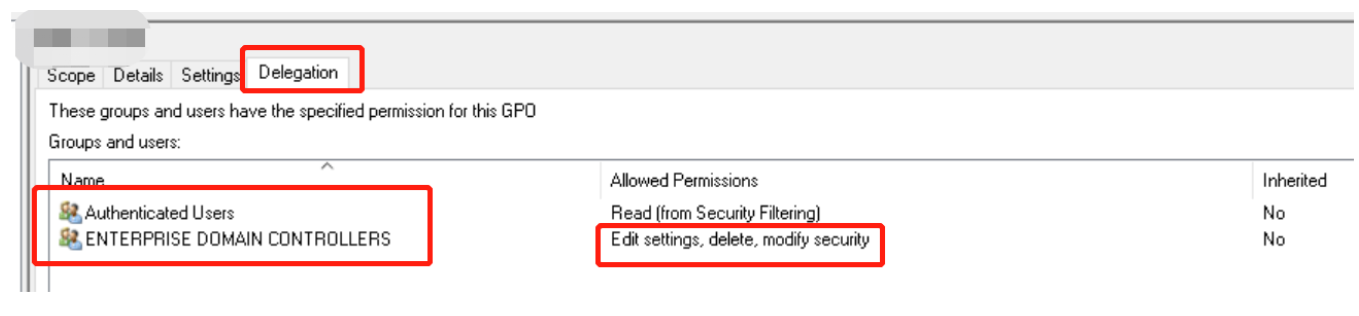 Scope Details Settings Delegation
These groups and users have the specified permission for this GPO
Groups and users:
Name Allowed Permissions Inherited
Authenticated Users Read (from Security Filtering) No
ENTERPRISE DOMAIN CONTROLLERS Edit settings, delete, modify security No